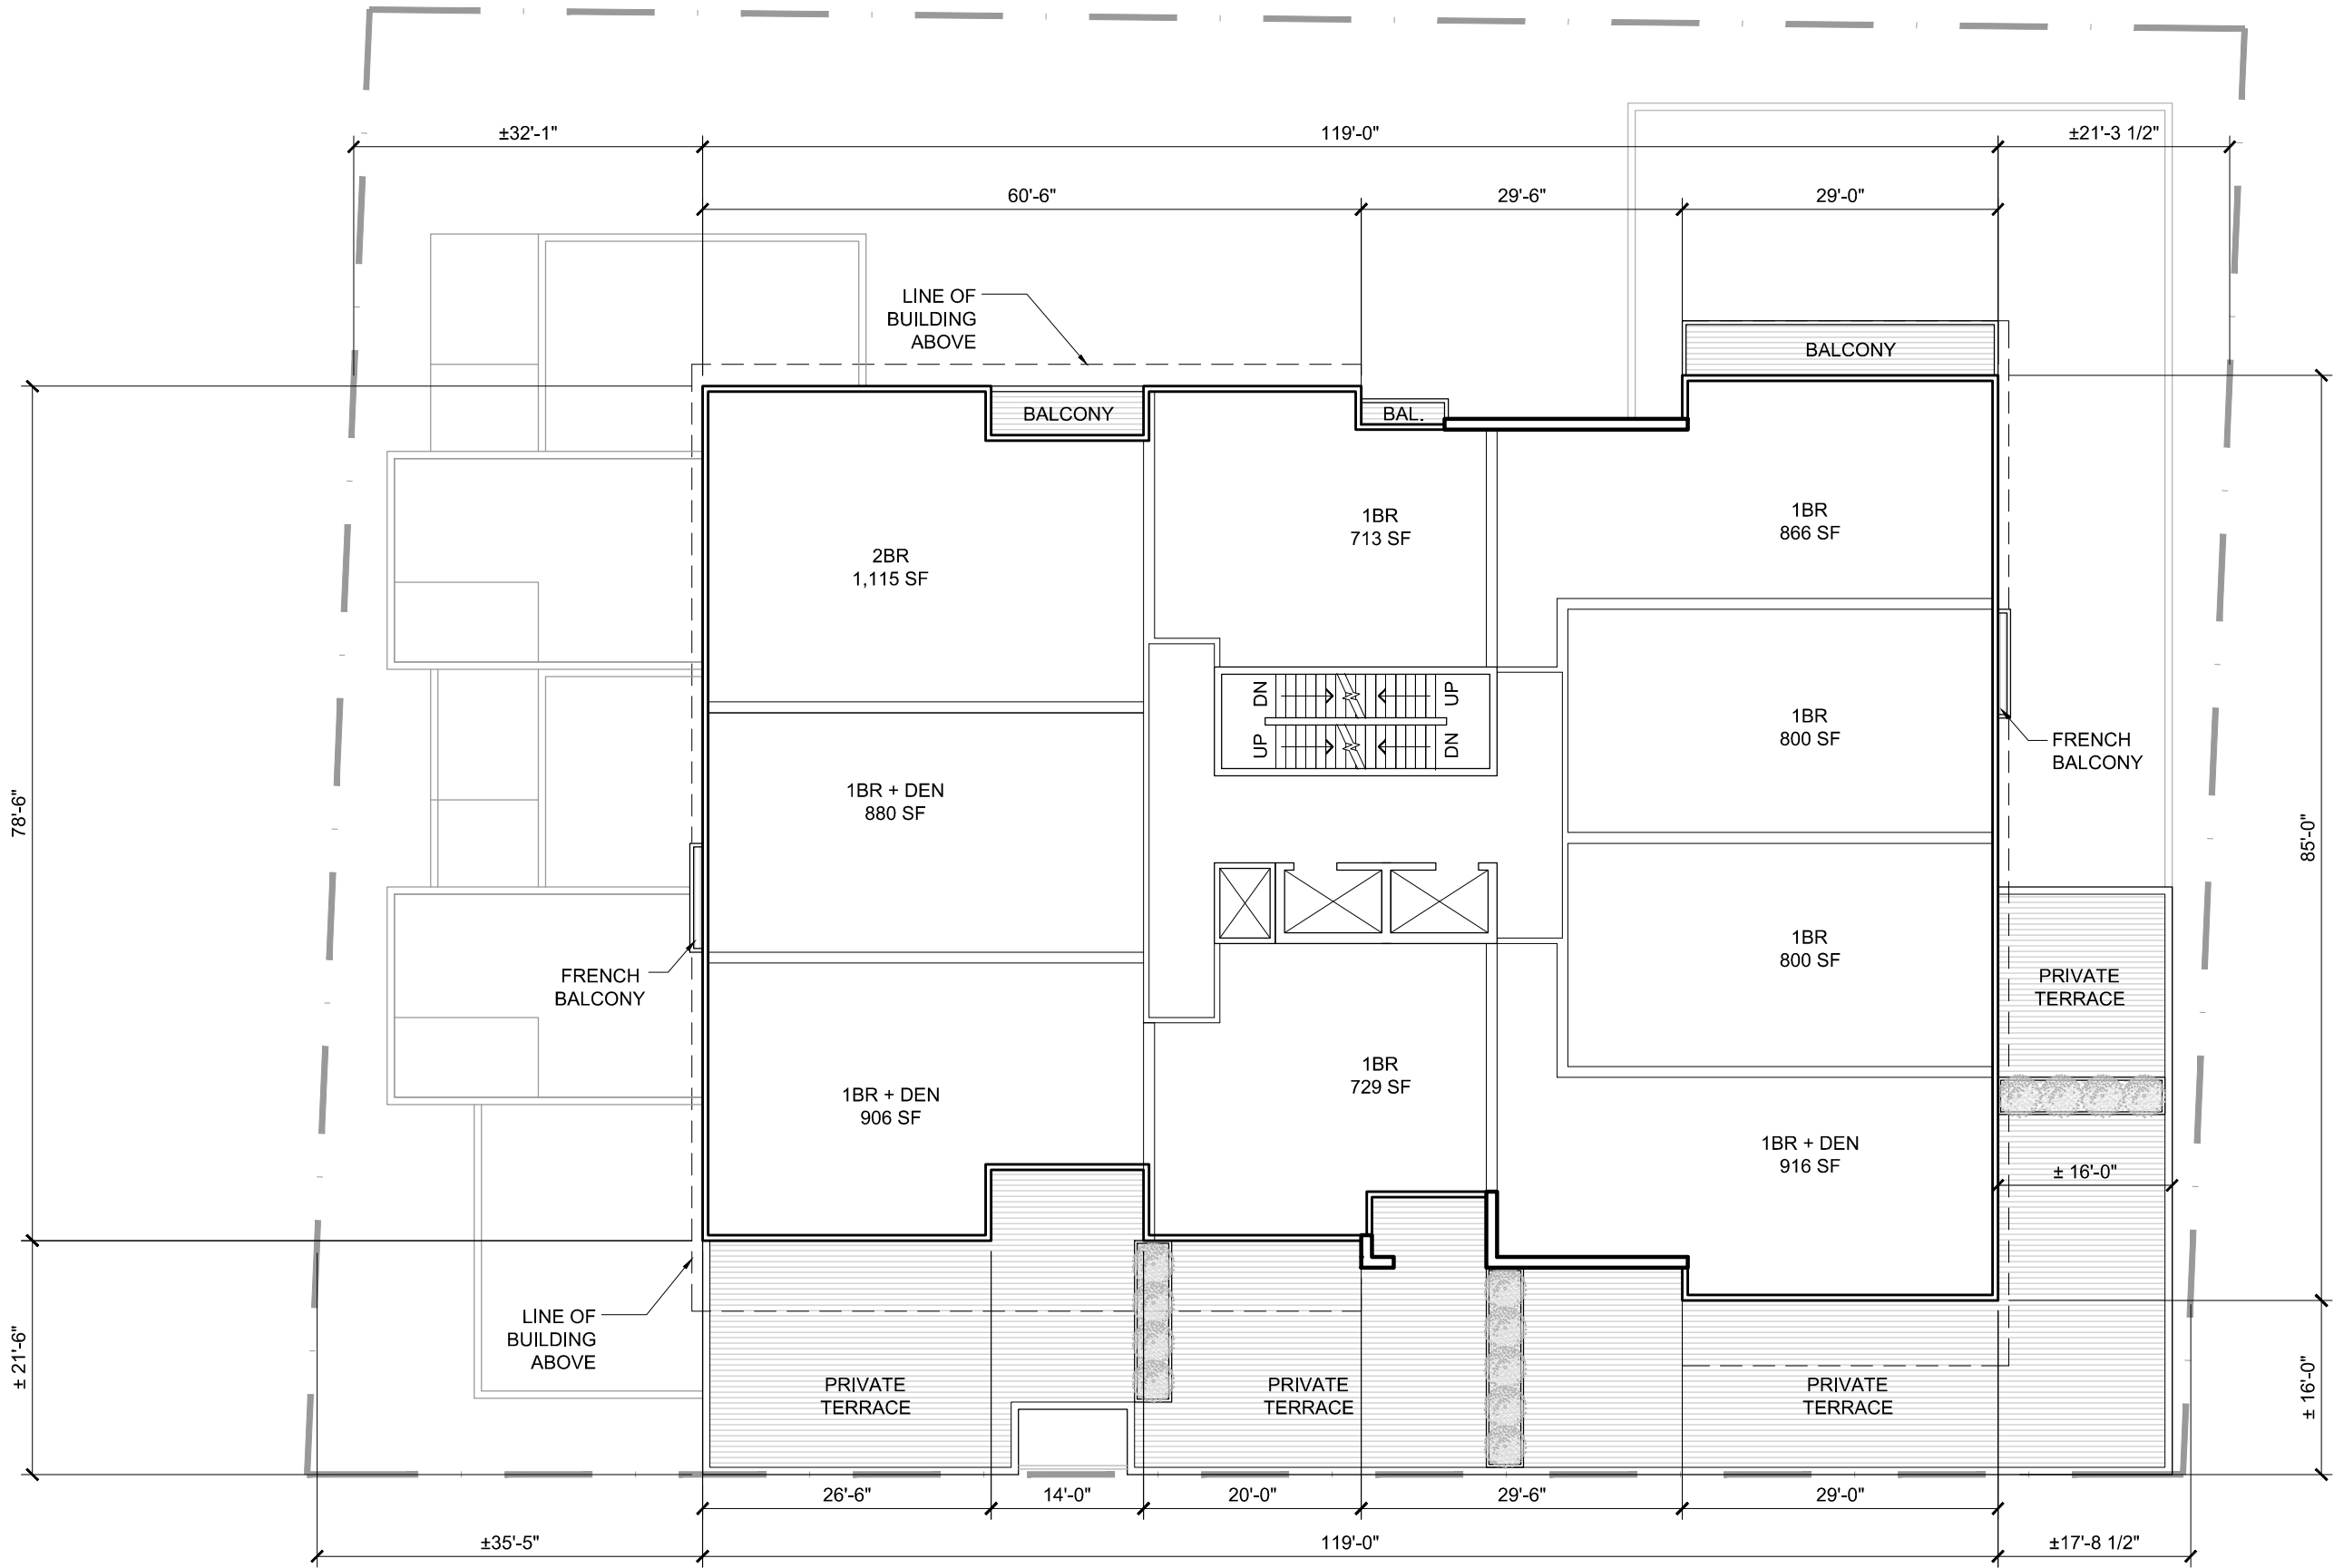 ±32'-1"
119'-0"
±21'-3 1/2"
60'-6"
29'-6"
29'-0"
LINE OF
BUILDING
ABOVE
BALCONY
BALCONY
BAL.
1BR
713 SF
1BR
866 SF
2BR
1,115 SF
DN
UP
UP
DN
1BR
800 SF
FRENCH
BALCONY
78'-6"
1BR + DEN
880 SF
85'-0"
1BR
800 SF
FRENCH
BALCONY
PRIVATE
TERRACE
1BR + DEN
906 SF
1BR
729 SF
1BR + DEN
916 SF
± 16'-0"
LINE OF
BUILDING
ABOVE
± 21'-6"
PRIVATE
TERRACE
PRIVATE
TERRACE
PRIVATE
TERRACE
± 16'-0"
26'-6"
14'-0"
20'-0"
29'-6"
29'-0"
±35'-5"
119'-0"
±17'-8 1/2"